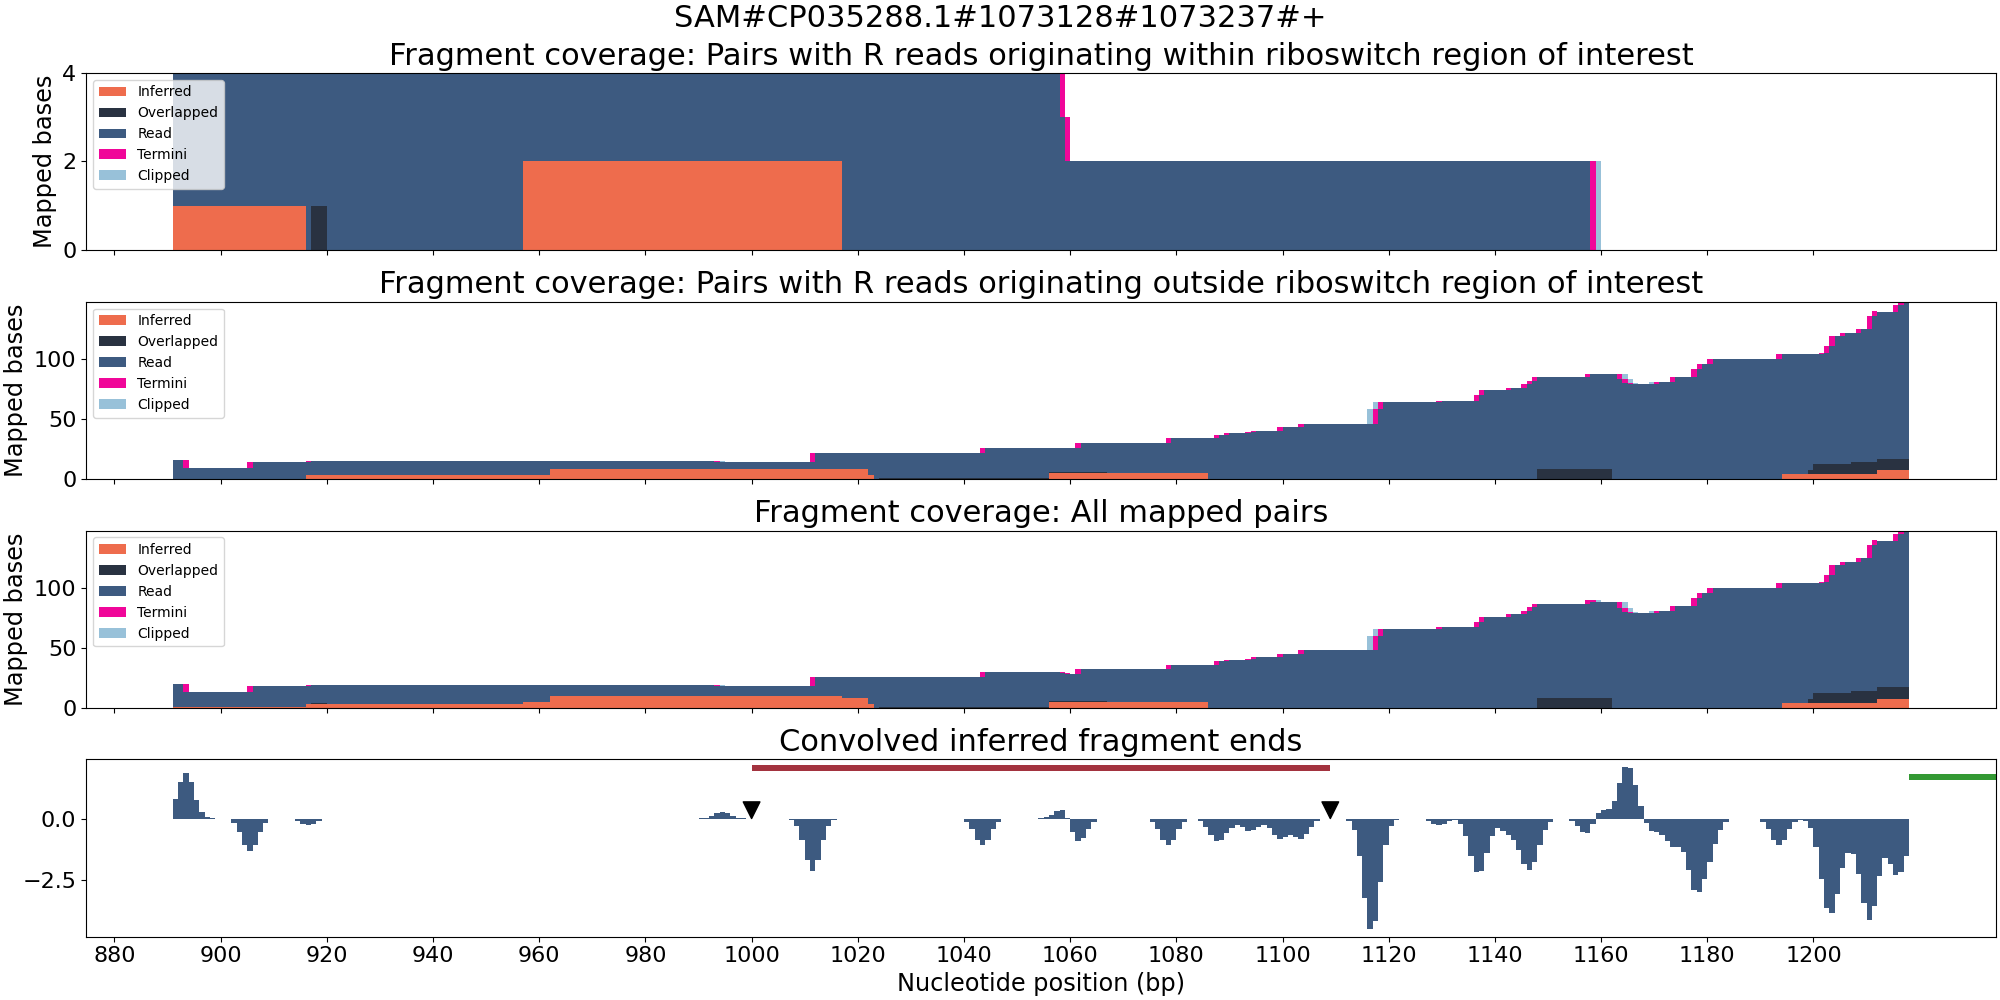 SAM#CP035288.1#1073128#1073237#+
Fragment coverage: Pairs with R reads originating within riboswitch region of interest
Mapped bases
4
2
0
Inferred
Overlapped
Read
Termini
Clipped
Fragment coverage: Pairs with R reads originating outside riboswitch region of interest
Mapped bases
100
50
0
Inferred
Overlapped
Read
Termini
Clipped
Fragment coverage: All mapped pairs
Mapped bases
100
50
0
Inferred
Overlapped
Read
Termini
Clipped
Convolved inferred fragment ends
0.0
−2.5
880 900 920 940 960 980 1000 1020 1040 1060 1080 1100 1120 1140 1160 1180 1200
Nucleotide position (bp)